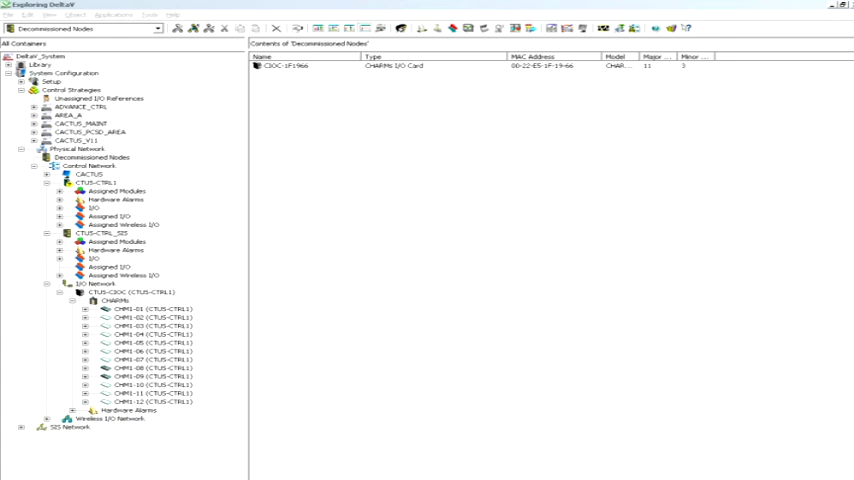 Exploring DeltaV
File Edit View Object Applications Tools Help
Decommissioned Nodes
All Containers
Contents of 'Decommissioned Nodes'
DeltaV_System
Library
System Configuration
Setup
Control Strategies
Unassigned I/O References
ADVANCE_CTRL
AREA_A
CACTUS_MAINT
CACTUS_PCSD_AREA
CACTUS_V11
Physical Network
Decommissioned Nodes
Control Network
CACTUS
CTUS-CTRL1
Assigned Modules
Hardware Alarms
I/O
Assigned I/O
Assigned Wireless I/O
CTUS-CTRL_SIS
Assigned Modules
Hardware Alarms
I/O
Assigned I/O
Assigned Wireless I/O
I/O Network
CTUS-CIOC (CTUS-CTRL1)
CHARMs
CHM1-01 (CTUS-CTRL1)
CHM1-02 (CTUS-CTRL1)
CHM1-03 (CTUS-CTRL1)
CHM1-04 (CTUS-CTRL1)
CHM1-05 (CTUS-CTRL1)
CHM1-06 (CTUS-CTRL1)
CHM1-07 (CTUS-CTRL1)
CHM1-08 (CTUS-CTRL1)
CHM1-09 (CTUS-CTRL1)
CHM1-10 (CTUS-CTRL1)
CHM1-11 (CTUS-CTRL1)
CHM1-12 (CTUS-CTRL1)
Hardware Alarms
Wireless I/O Network
SIS Network
Name Type MAC Address Model Major ... Minor ...
CIOC-1F1966 CHARMs I/O Card 00-22-E5-1F-19-66 CHAR... 11 3